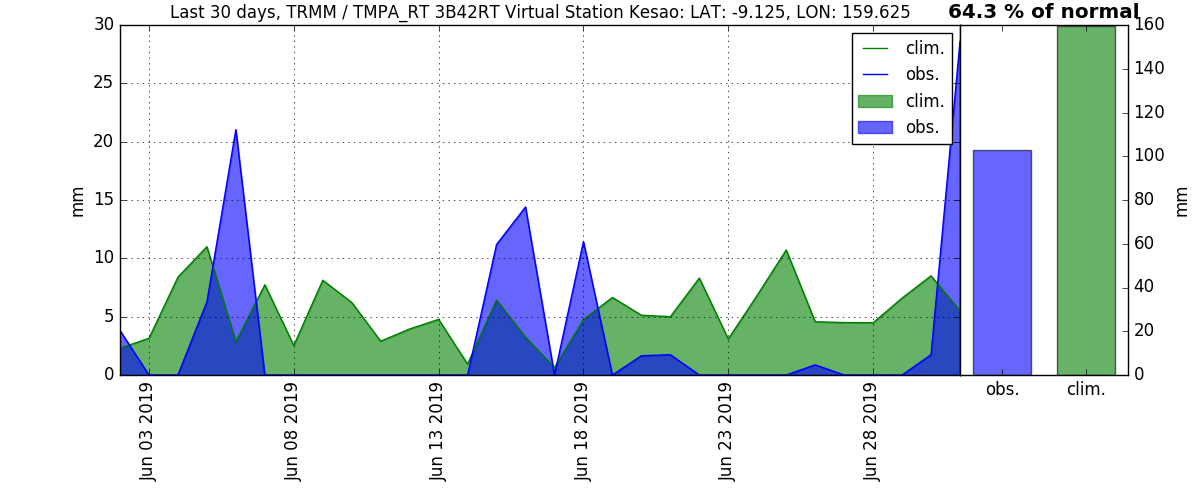 Last 30 days, TRMM / TMPA_RT 3B42RT Virtual Station Kesao: LAT: -9.125, LON: 159.625
64.3 % of normal
clim.
obs.
clim.
obs.
mm
30
25
20
15
10
5
0
Jun 03 2019
Jun 08 2019
Jun 13 2019
Jun 18 2019
Jun 23 2019
Jun 28 2019
obs.
clim.
160
140
120
100
80
60
40
20
0
mm